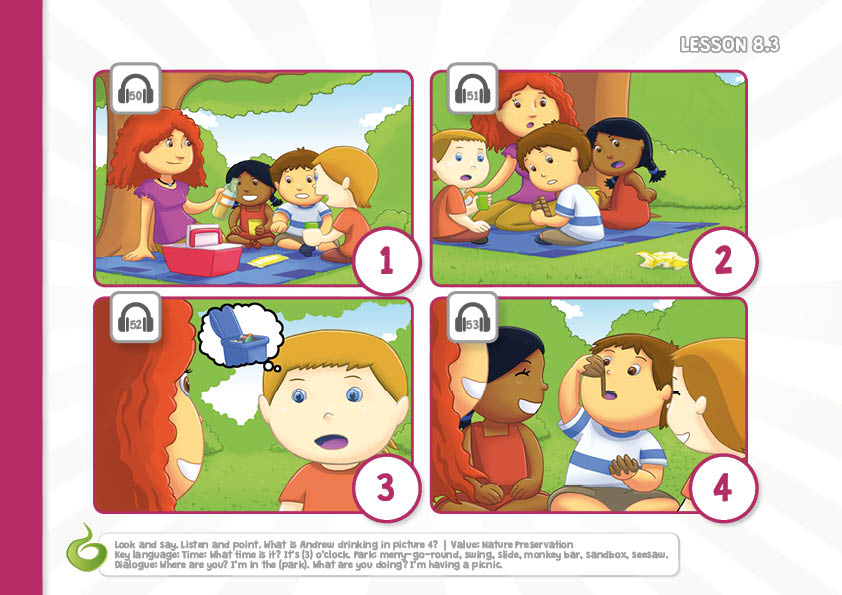 LESSON 8.3
50
51
1
2
52
53
3
4
Look and say. Listen and point. What is Andrew drinking in picture 4? | Value: Nature Preservation
Key language: Time: What time is it? It's (3) o'clock. Park: merry-go-round, swing, slide, monkey bar, sandbox, seesaw.
Dialogue: Where are you? I'm in the (park). What are you doing? I'm having a picnic.